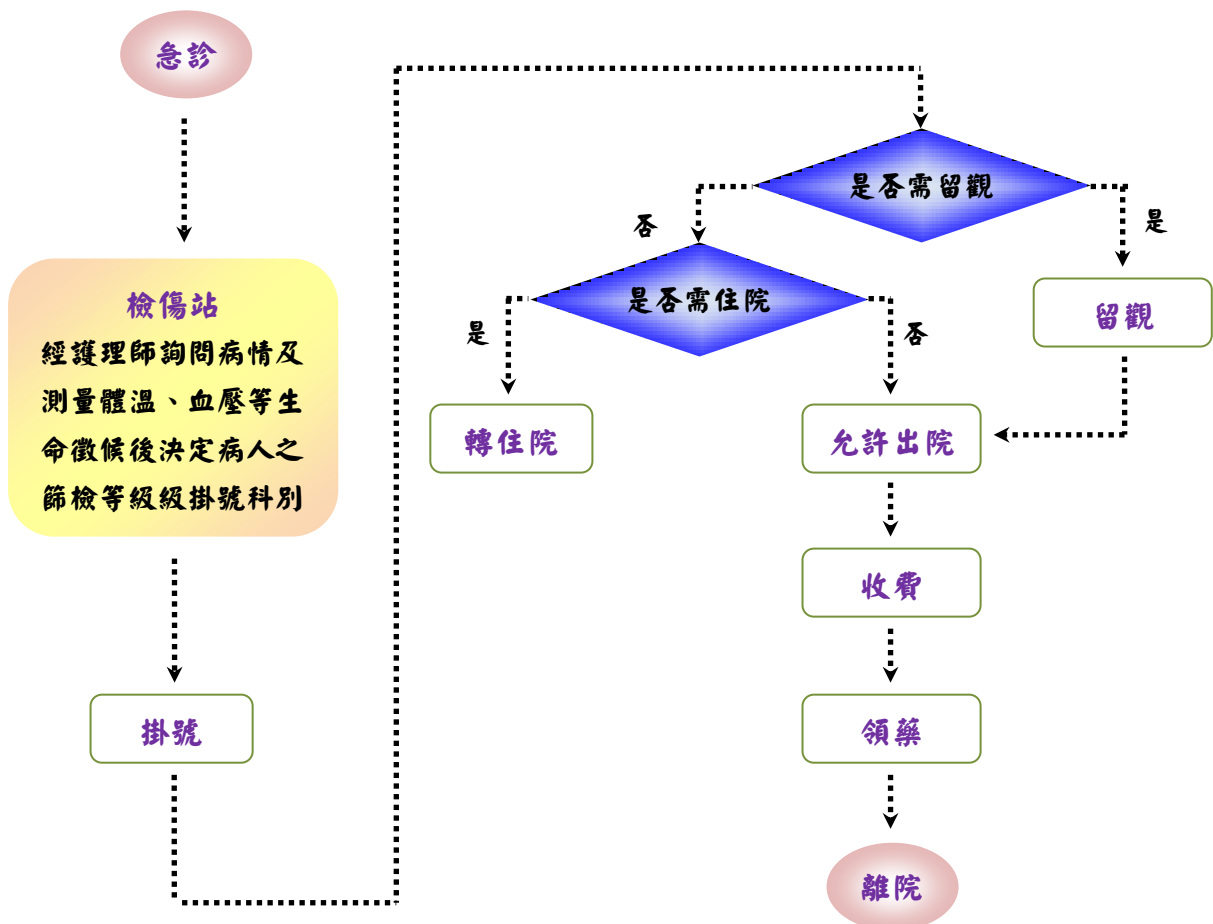 急診
檢傷站
經護理師詢問病情及
測量體溫、血壓等生
命徵候後決定病人之
篩檢等級級掛號科別
掛號
是否需留觀
否
是
是否需住院
留觀
是
否
轉住院
允許出院
收費
領藥
離院